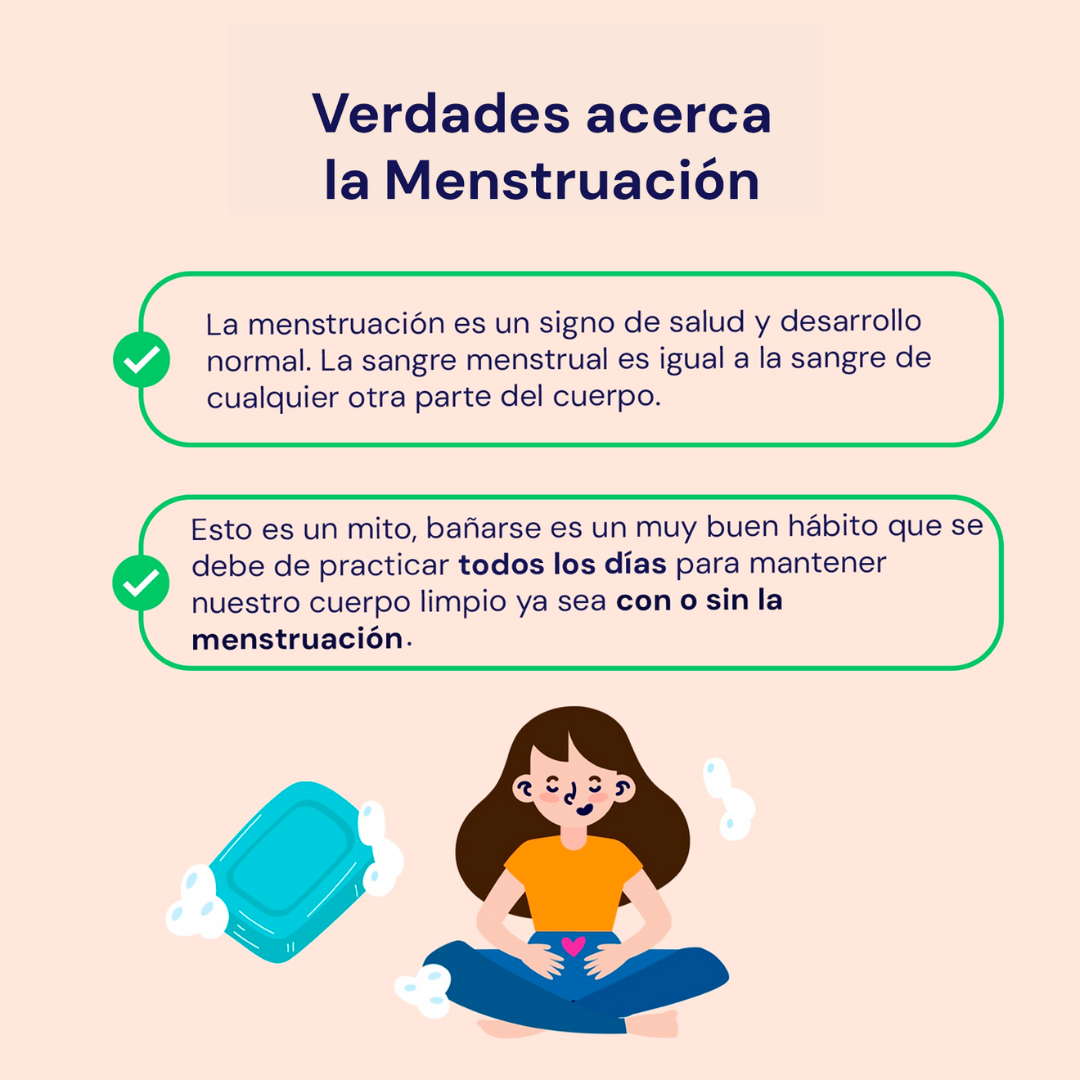 Verdades acerca
la Menstruación
La menstruación es un signo de salud y desarrollo
normal. La sangre menstrual es igual a la sangre de
cualquier otra parte del cuerpo.
Esto es un mito, bañarse es un muy buen hábito que se
debe de practicar todos los días para mantener
nuestro cuerpo limpio ya sea con o sin la
menstruación.